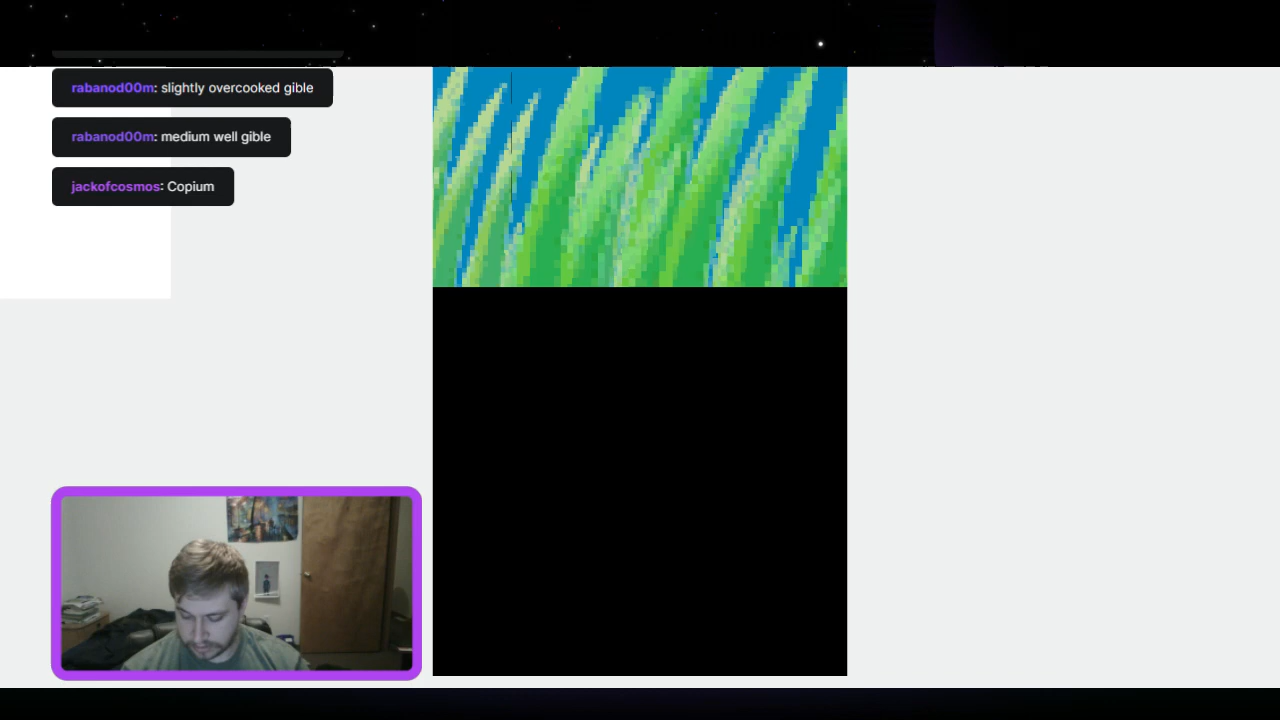 rabanod00m: slightly overcooked gible
rabanod00m: medium well gible
jackofcosmos: Copium